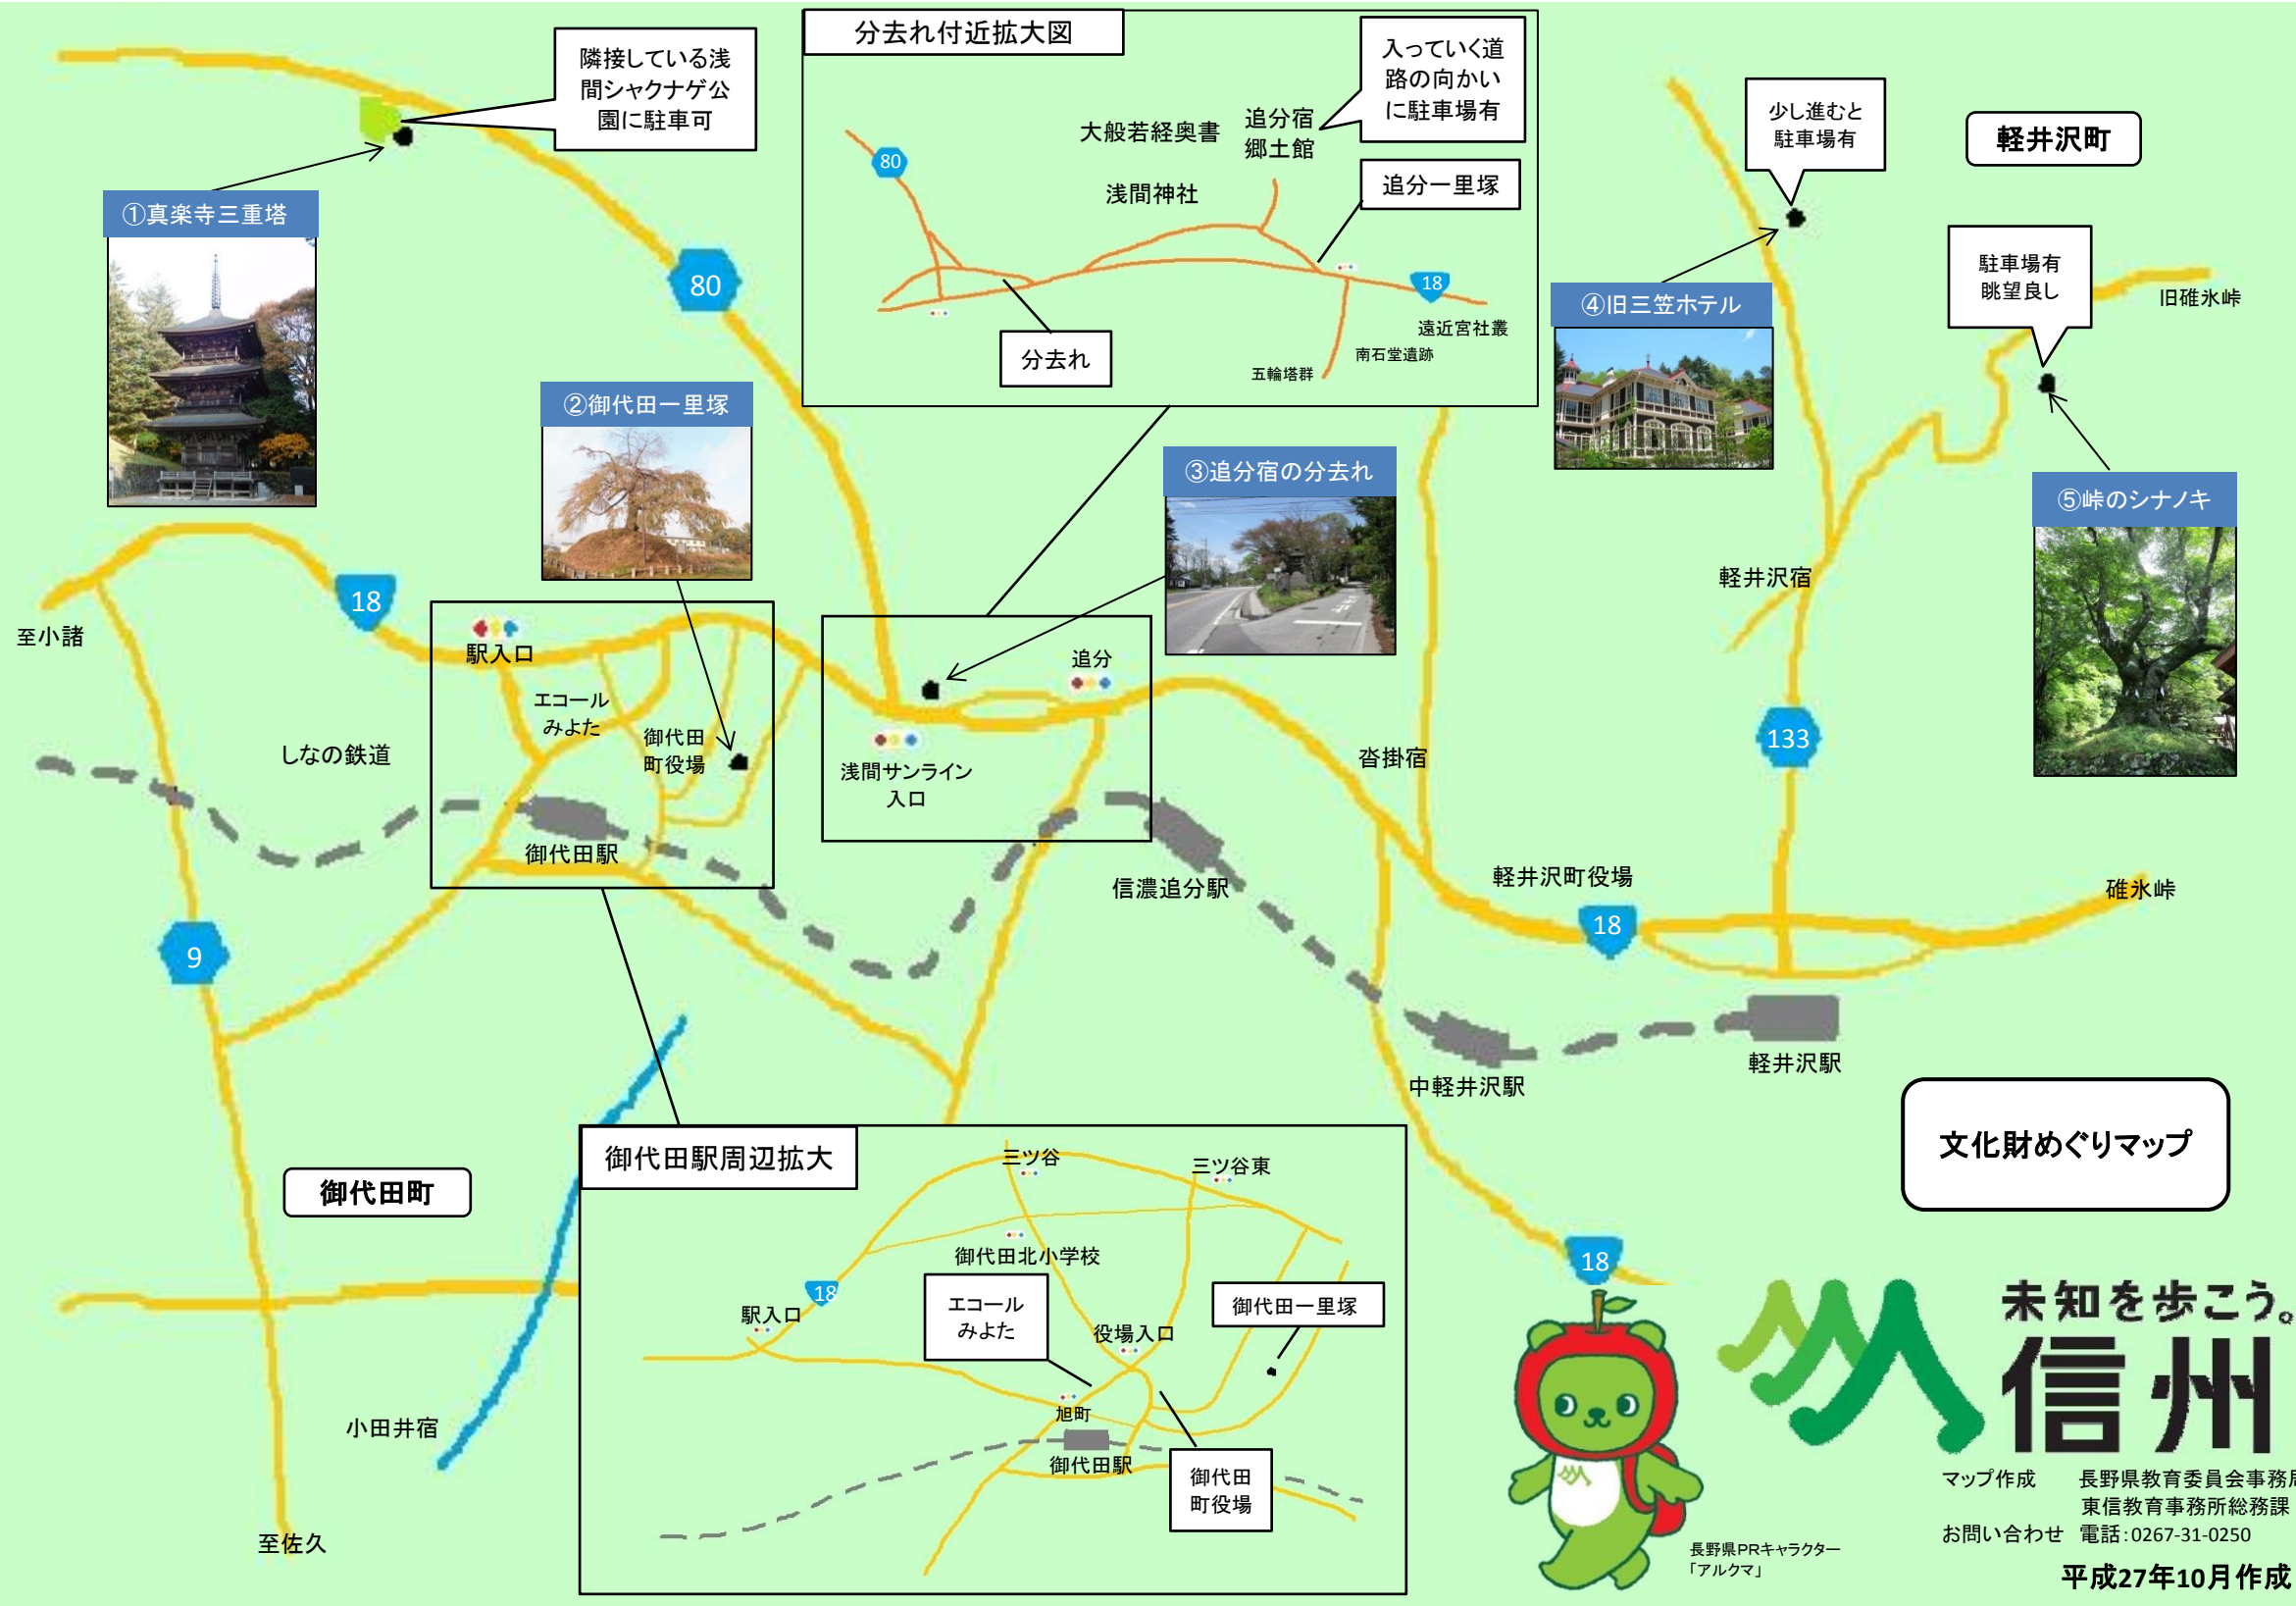 分去れ付近拡大図
入っていく道
路の向かい
に駐車場有
大般若経奥書
追分宿
郷土館
80
浅間神社
追分一里塚
18
遠近宮社叢
南石堂遺跡
五輪塔群
分去れ
隣接している浅
間シャクナゲ公
園に駐車可
①真楽寺三重塔
80
少し進むと
駐車場有
軽井沢町
駐車場有
眺望良し
旧碓氷峠
④旧三笠ホテル
②御代田一里塚
③追分宿の分去れ
⑤峠のシナノキ
軽井沢宿
至小諸
18
駅入口
エコール
みよた
御代田
町役場
しなの鉄道
追分
浅間サンライン
入口
沓掛宿
133
御代田駅
信濃追分駅
軽井沢町役場
18
碓氷峠
9
中軽井沢駅
軽井沢駅
文化財めぐりマップ
御代田町
御代田駅周辺拡大
三ツ谷
三ツ谷東
御代田北小学校
18
駅入口
エコール
みよた
役場入口
御代田一里塚
旭町
御代田駅
御代田
町役場
小田井宿
至佐久
18
未知を歩こう。
信州
マップ作成 長野県教育委員会事務局
東信教育事務所総務課
お問い合わせ 電話：0267-31-0250
長野県PRキャラクター
「アルクマ」
平成27年10月作成